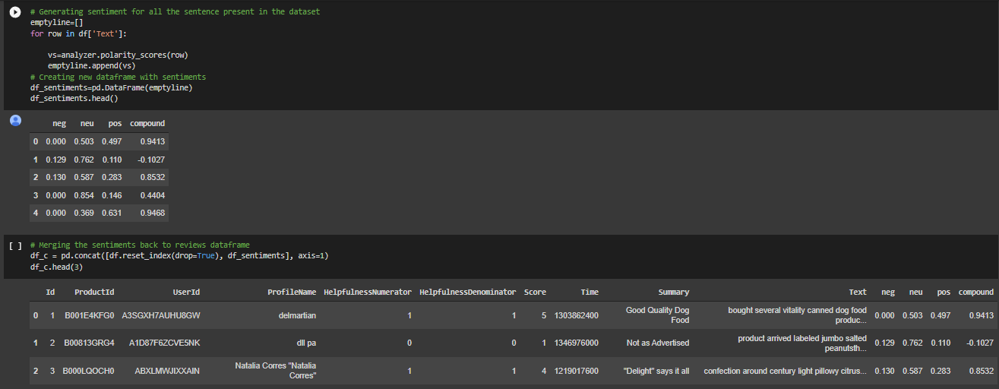 # Generating sentiment for all the sentence present in the dataset
emptyline=[]
for row in df['Text']:
vs=analyzer.polarity_scores(row)
emptyline.append(vs)
# Creating new dataframe with sentiments
df_sentiments=pd.DataFrame(emptyline)
df_sentiments.head()
neg neu pos compound
0 0.000 0.503 0.497 0.9413
1 0.129 0.762 0.110 -0.1027
2 0.130 0.587 0.283 0.8532
3 0.000 0.854 0.146 0.4404
4 0.000 0.369 0.631 0.9468
[ ] # Merging the sentiments back to reviews dataframe
df_c = pd.concat([df.reset_index(drop=True), df_sentiments], axis=1)
df_c.head(3)
Id ProductId UserId ProfileName HelpfulnessNumerator HelpfulnessDenominator Score Time Summary Text neg neu pos compound
0 1 B001E4KFG0 A3SGXH7AUHU8GW delmartian 1 1 5 1303862400 Good Quality Dog bought several vitality canned dog food 0.000 0.503 0.497 0.9413
Food produc...
1 2 B00813GRG4 A1D87F6ZCVE5NK dll pa 0 0 1 1346976000 Not as Advertised product arrived labeled jumbo salted 0.129 0.762 0.110 -0.1027
peanutsth...
2 3 B000LQOCH0 ABXLMWJIXXAIN Natalia Corres "Natalia 1 1 4 1219017600 "Delight" says it all confection around century light pillowy citrus... 0.130 0.587 0.283 0.8532
Corres"